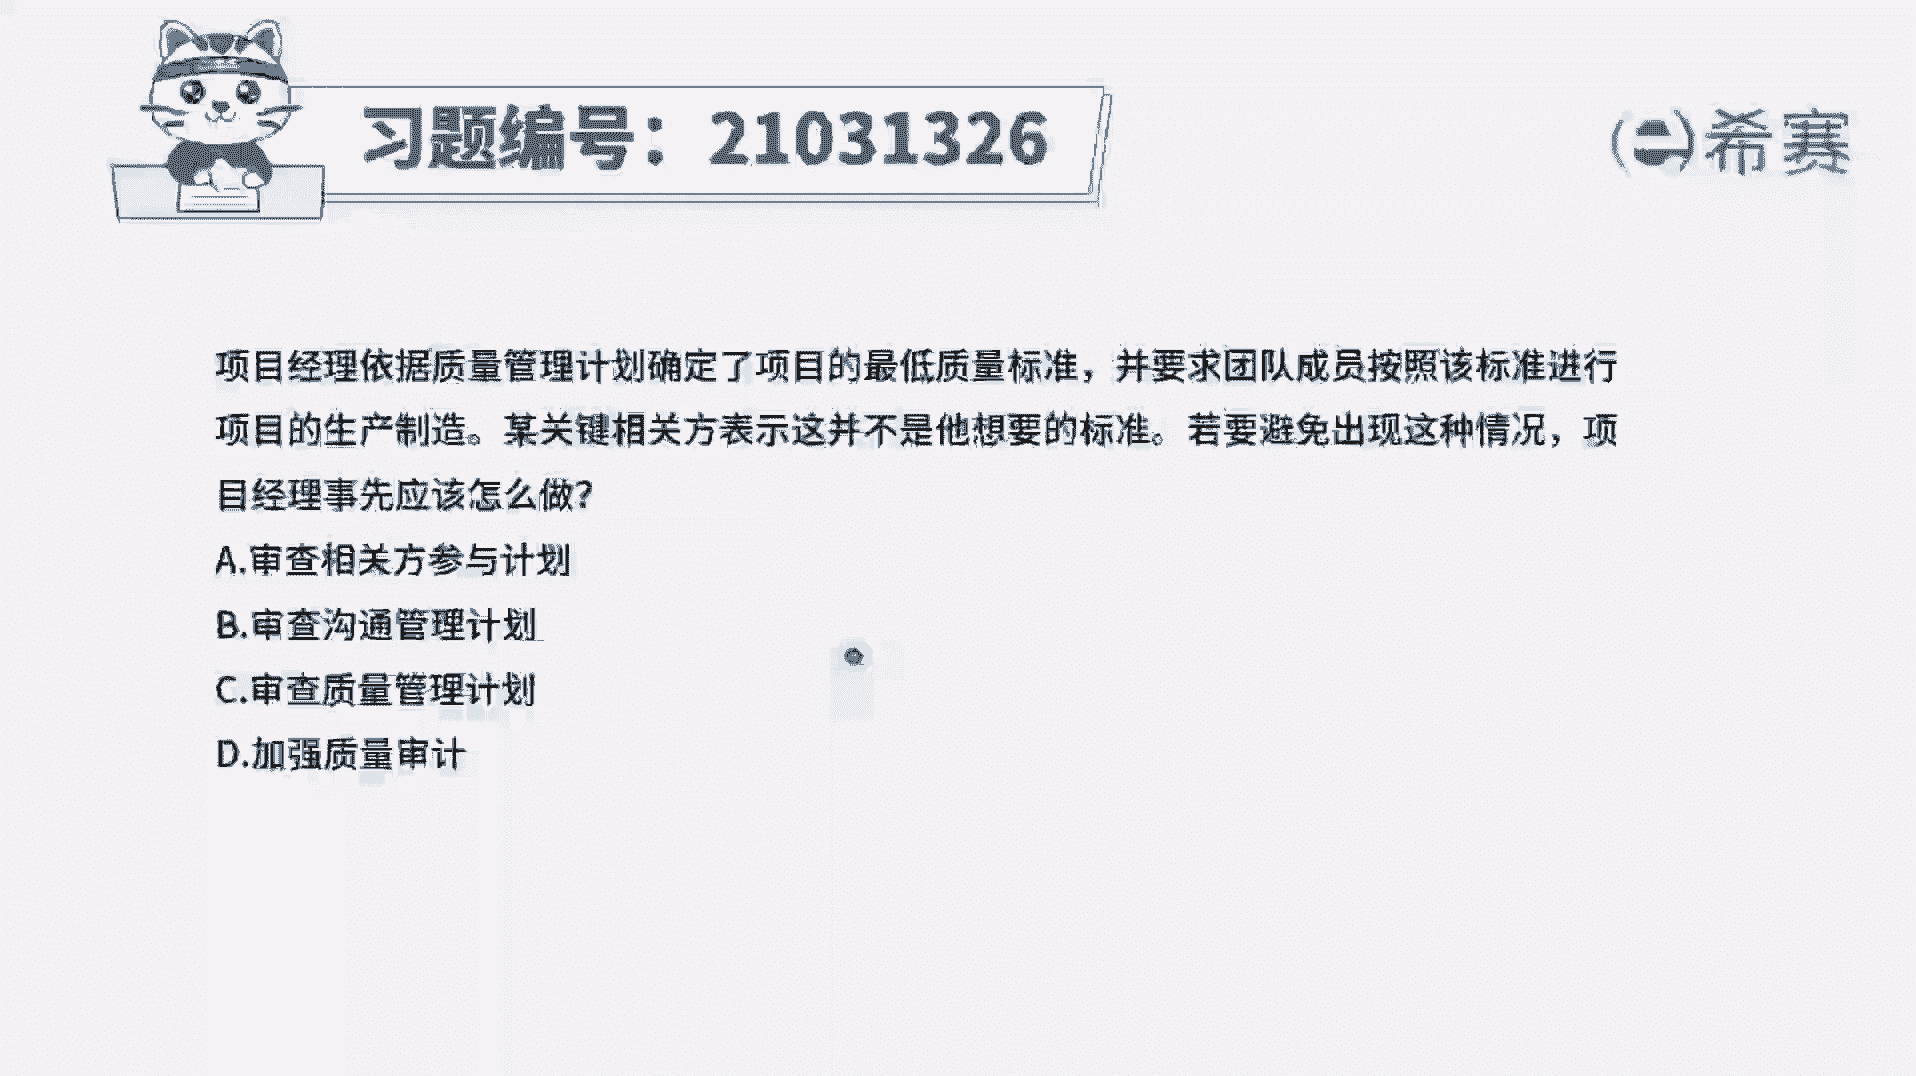 习题编号：21031326
希赛
项目经理依据质量管理计划确定了项目的最低质量标准，并要求团队成员按照该标准进行
项目的生产制造。某关键相关方表示这并不是他想要的标准。若要避免出现这种情况，项
目经理事先应该怎么做？
A.审查相关方参与计划
B.审查沟通管理计划
C.审查质量管理计划
D.加强质量审计